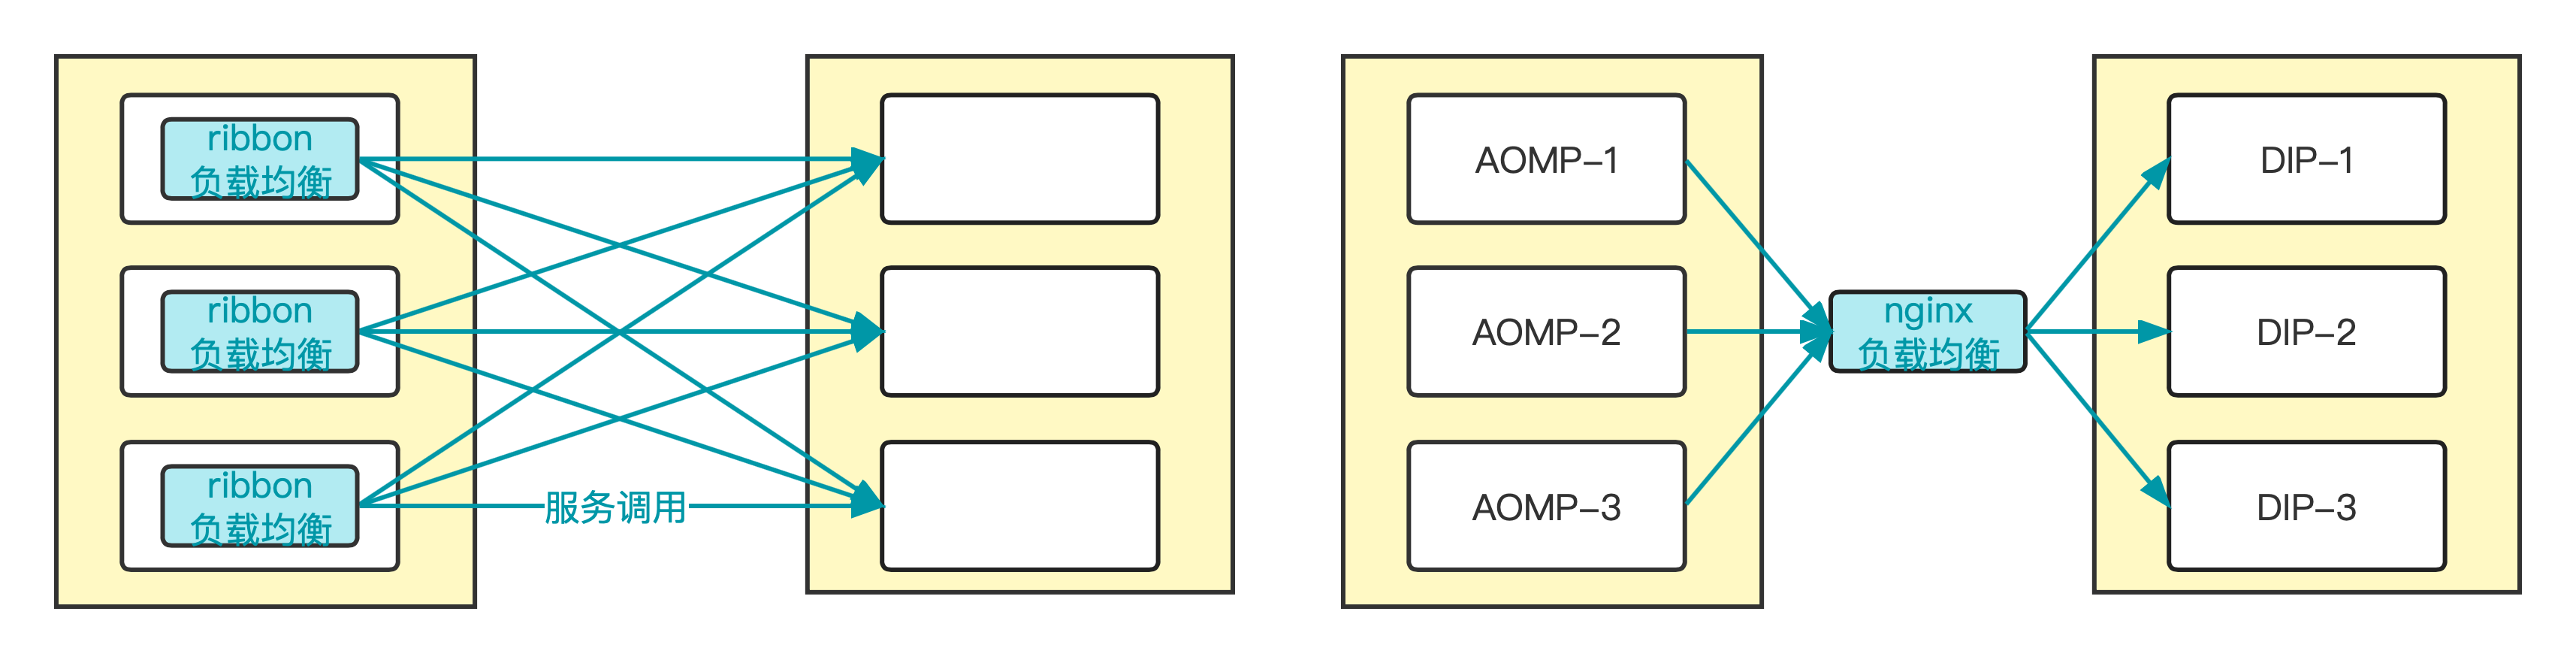 ribbon
负载均衡
ribbon
负载均衡
ribbon
负载均衡
服务调用
AOMP-1
AOMP-2
AOMP-3
nginx
负载均衡
DIP-1
DIP-2
DIP-3